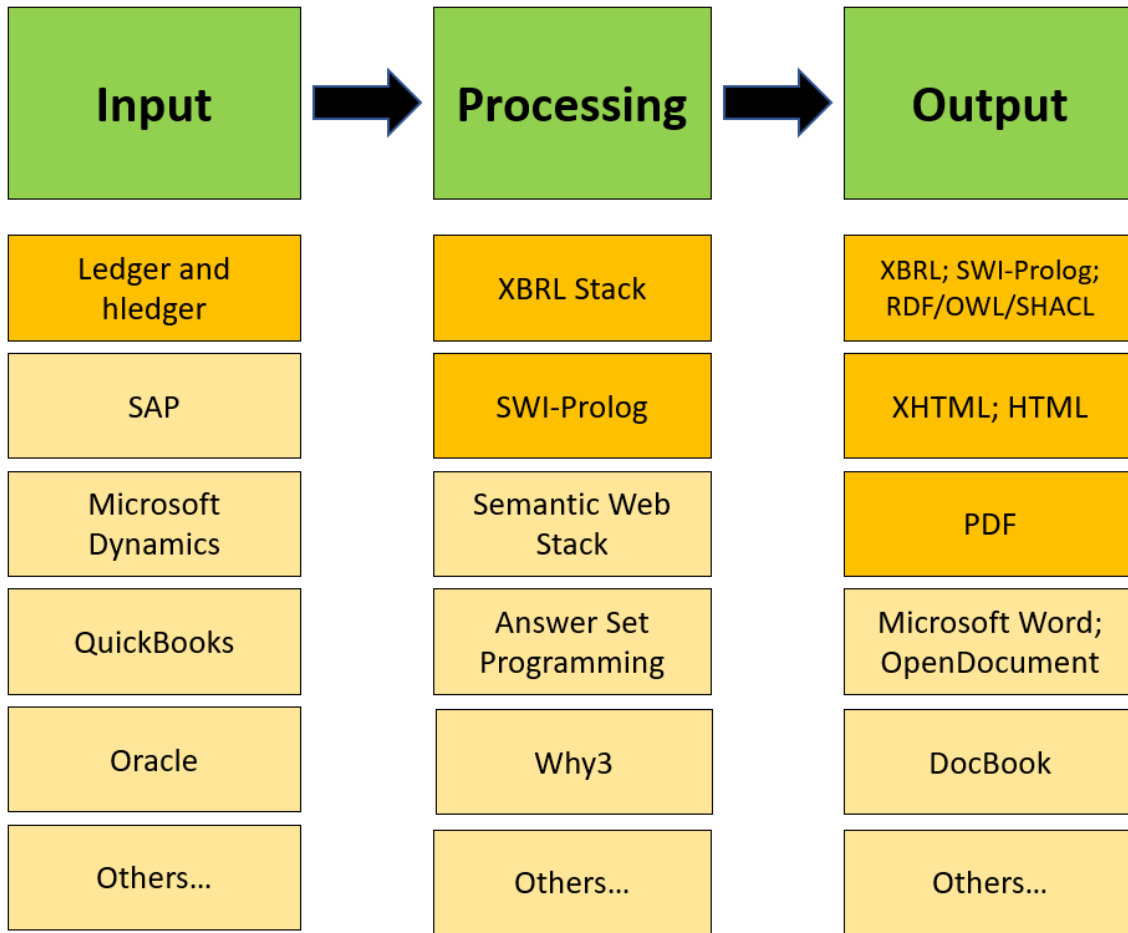 Input
Processing
Output
Ledger and
hledger
SAP
Microsoft
Dynamics
QuickBooks
Oracle
Others...
XBRL Stack
SWI-Prolog
Semantic Web
Stack
Answer Set
Programming
Why3
Others...
XBRL; SWI-Prolog;
RDF/OWL/SHACL
XHTML; HTML
PDF
Microsoft Word;
OpenDocument
DocBook
Others...